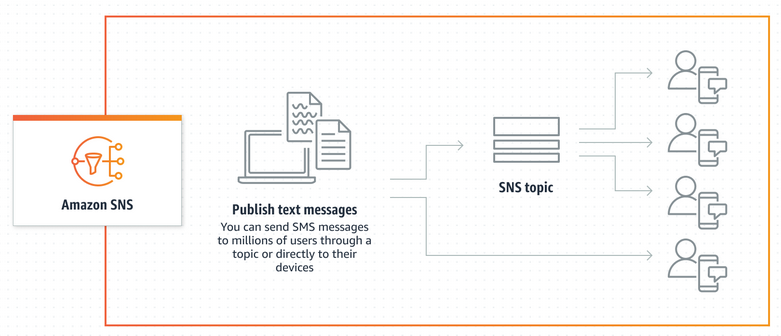 Amazon SNS
Publish text messages
You can send SMS messages
to millions of users through a
topic or directly to their
devices
SNS topic